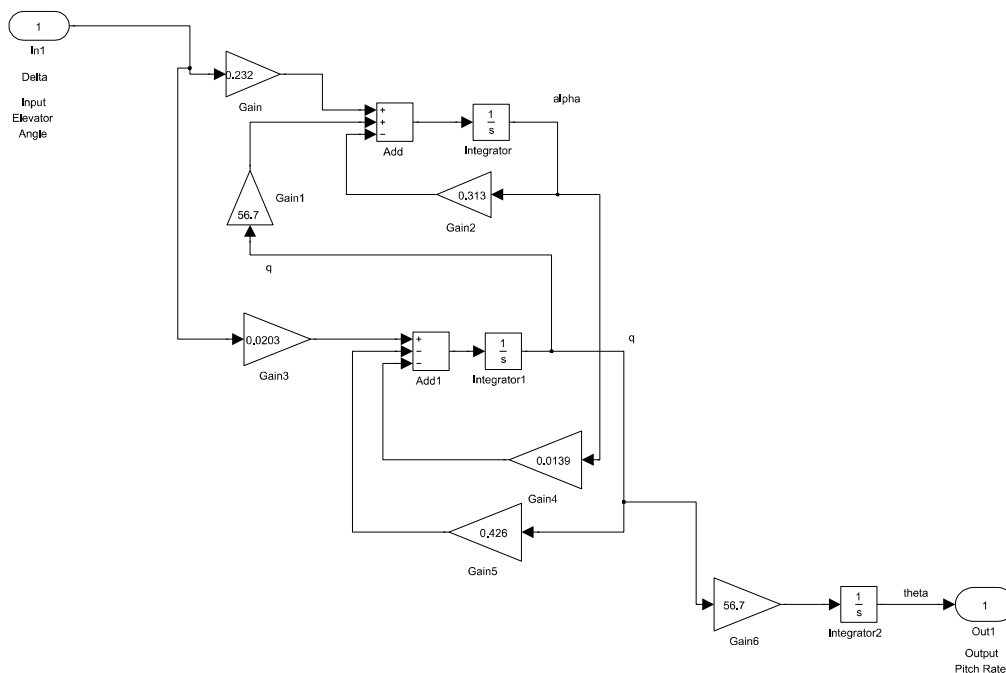 1
In1
Delta
Input
Elevator
Angle
0.232
Gain
+
+
−
Add
1
s
Integrator
alpha
0.313
Gain2
56.7
Gain1
q
0.0203
Gain3
+
−
−
Add1
1
s
Integrator1
q
0.0139
Gain4
0.426
Gain5
56.7
Gain6
1
s
Integrator2
theta
1
Out1
Output
Pitch Rate